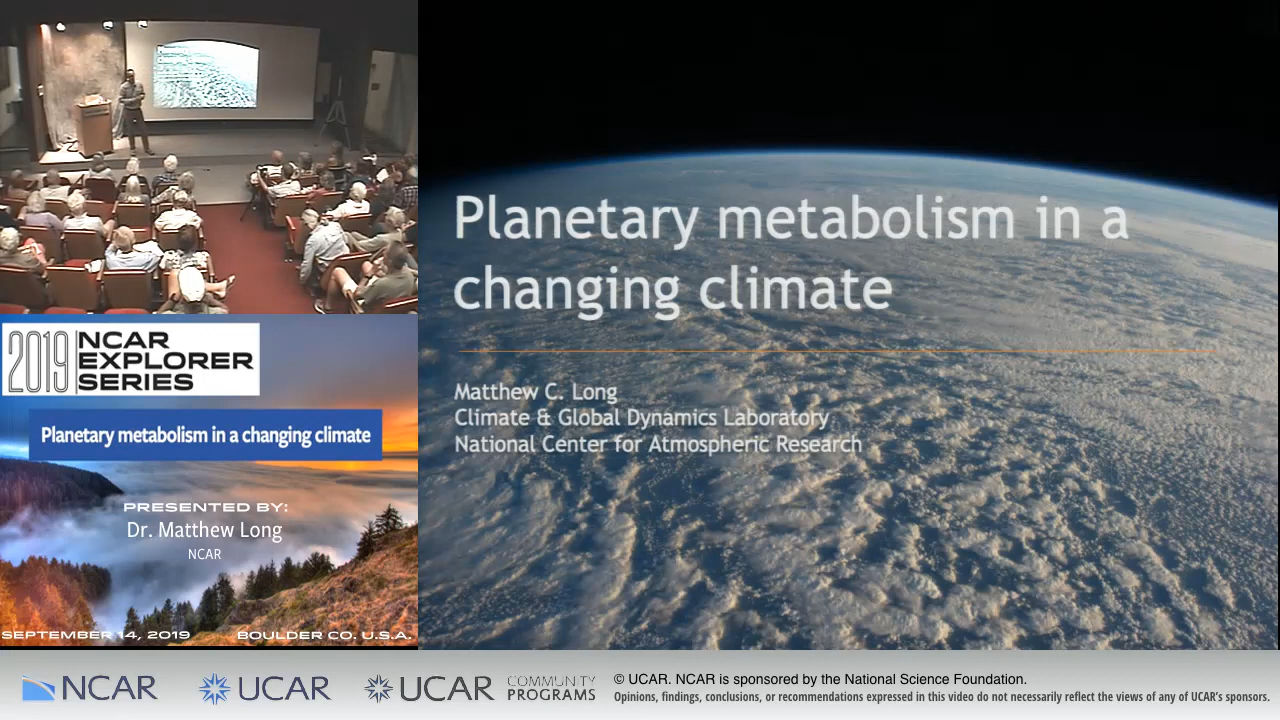 2019 NCAR
EXPLORER
SERIES
Planetary metabolism in a changing climate
PRESENTED BY:
Dr. Matthew Long
NCAR
SEPTEMBER 14, 2019
BOULDER CO. U.S.A.
Planetary metabolism in a
changing climate
Matthew C. Long
Climate & Global Dynamics Laboratory
National Center for Atmospheric Research
NCAR
UCAR
UCAR COMMUNITY
PROGRAMS
© UCAR. NCAR is sponsored by the National Science Foundation.
Opinions, findings, conclusions, or recommendations expressed in this video do not necessarily reflect the views of any of UCAR's sponsors.